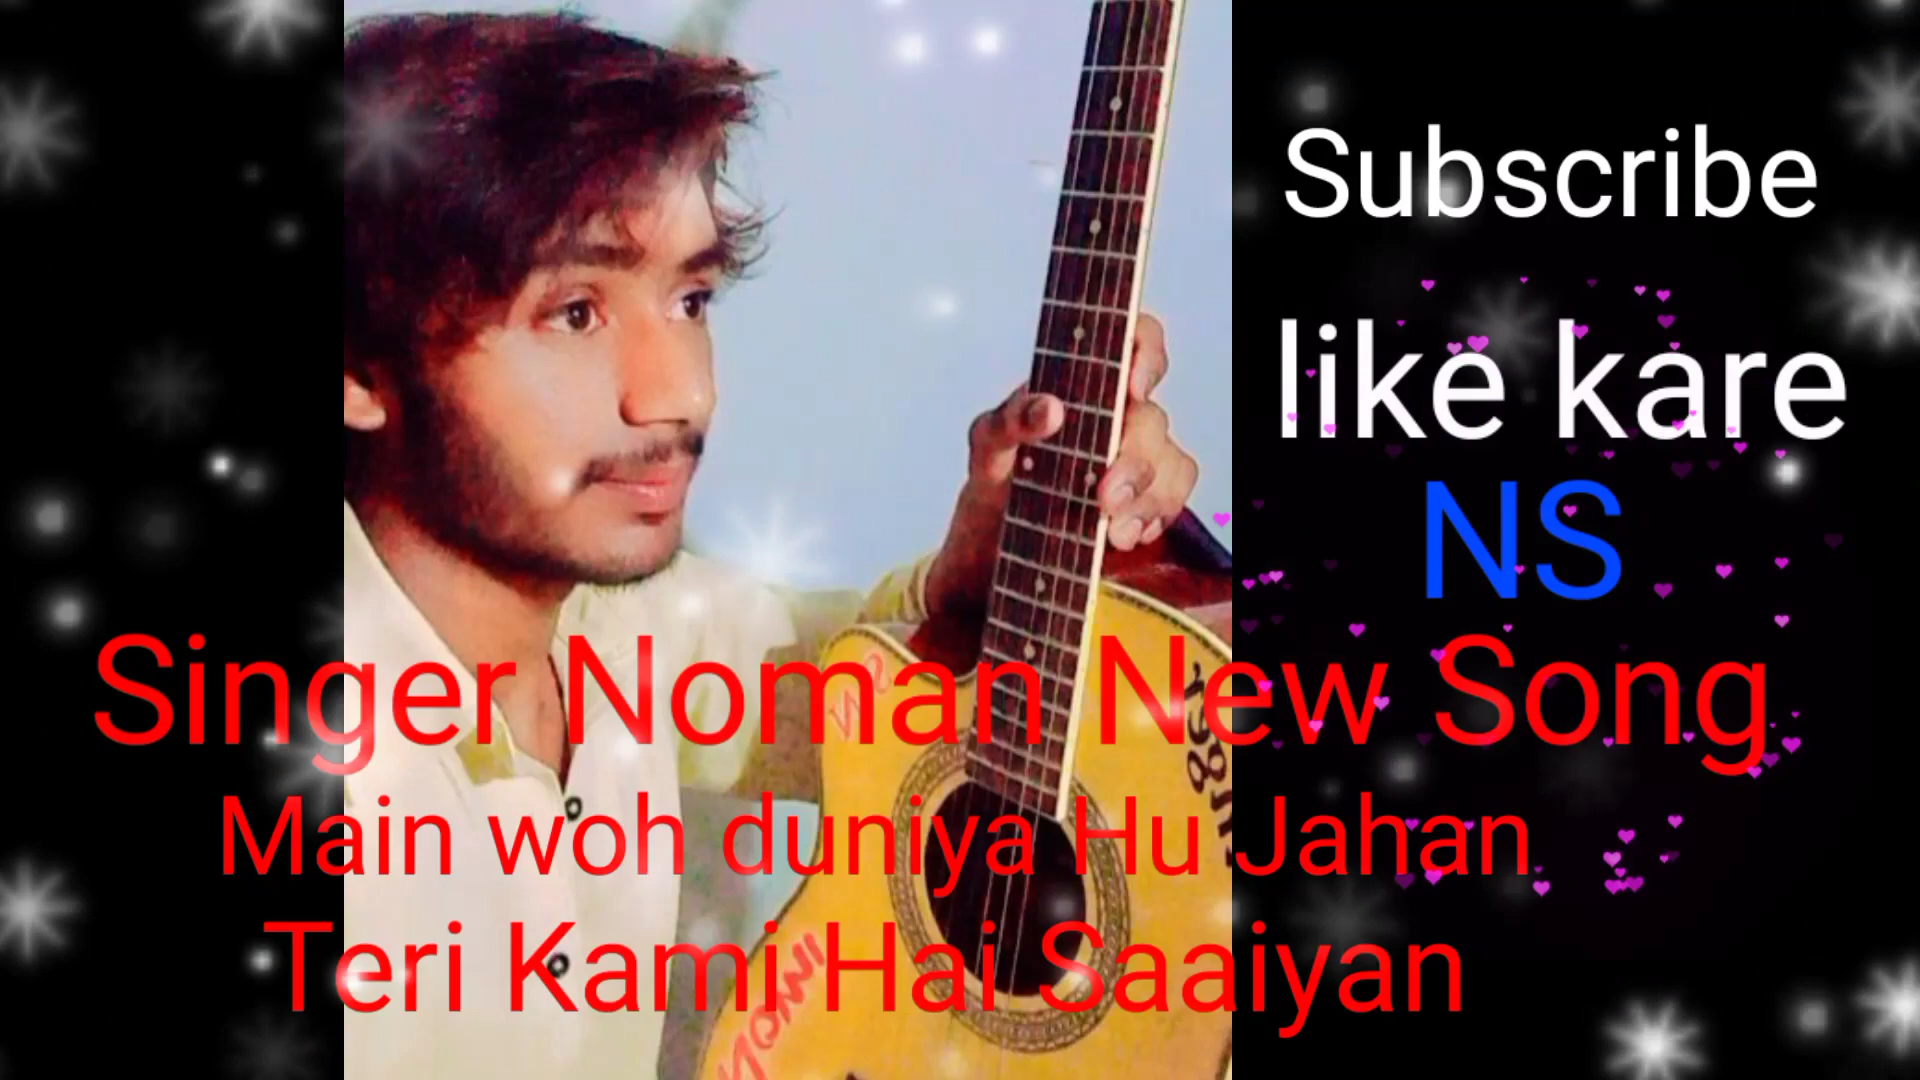 Subscribe
like kare
NS
Singer Noman New Song
Main woh duniya Hu Jahan
Teri Kami Hai Saaiyan